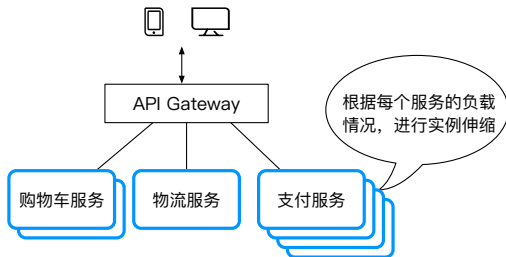 API Gateway
根据每个服务的负载
情况，进行实例伸缩
购物车服务
物流服务
支付服务